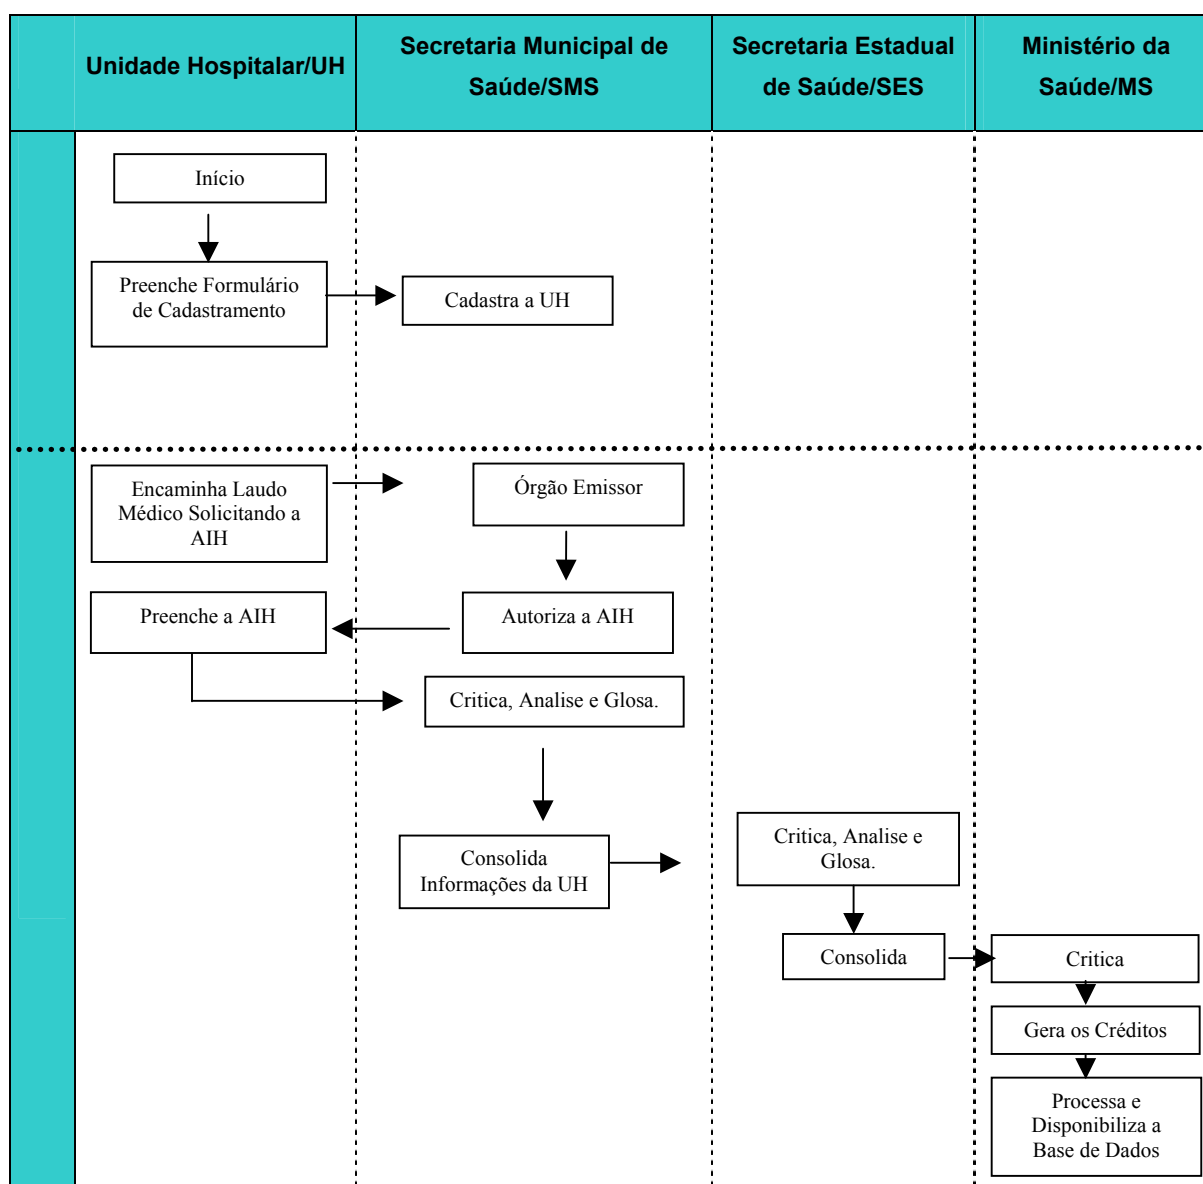 Unidade Hospitalar/UH
Secretaria Municipal de
Saúde/SMS
Secretaria Estadual
de Saúde/SES
Ministério da
Saúde/MS
Início
Preenche Formulário
de Cadastramento
Cadastra a UH
Encaminha Laudo
Médico Solicitando a
AIH
Órgão Emissor
Preenche a AIH
Autoriza a AIH
Critica, Analise e Glosa.
Consolida
Informações da UH
Critica, Analise e
Glosa.
Consolida
Critica
Gera os Créditos
Processa e
Disponibiliza a
Base de Dados